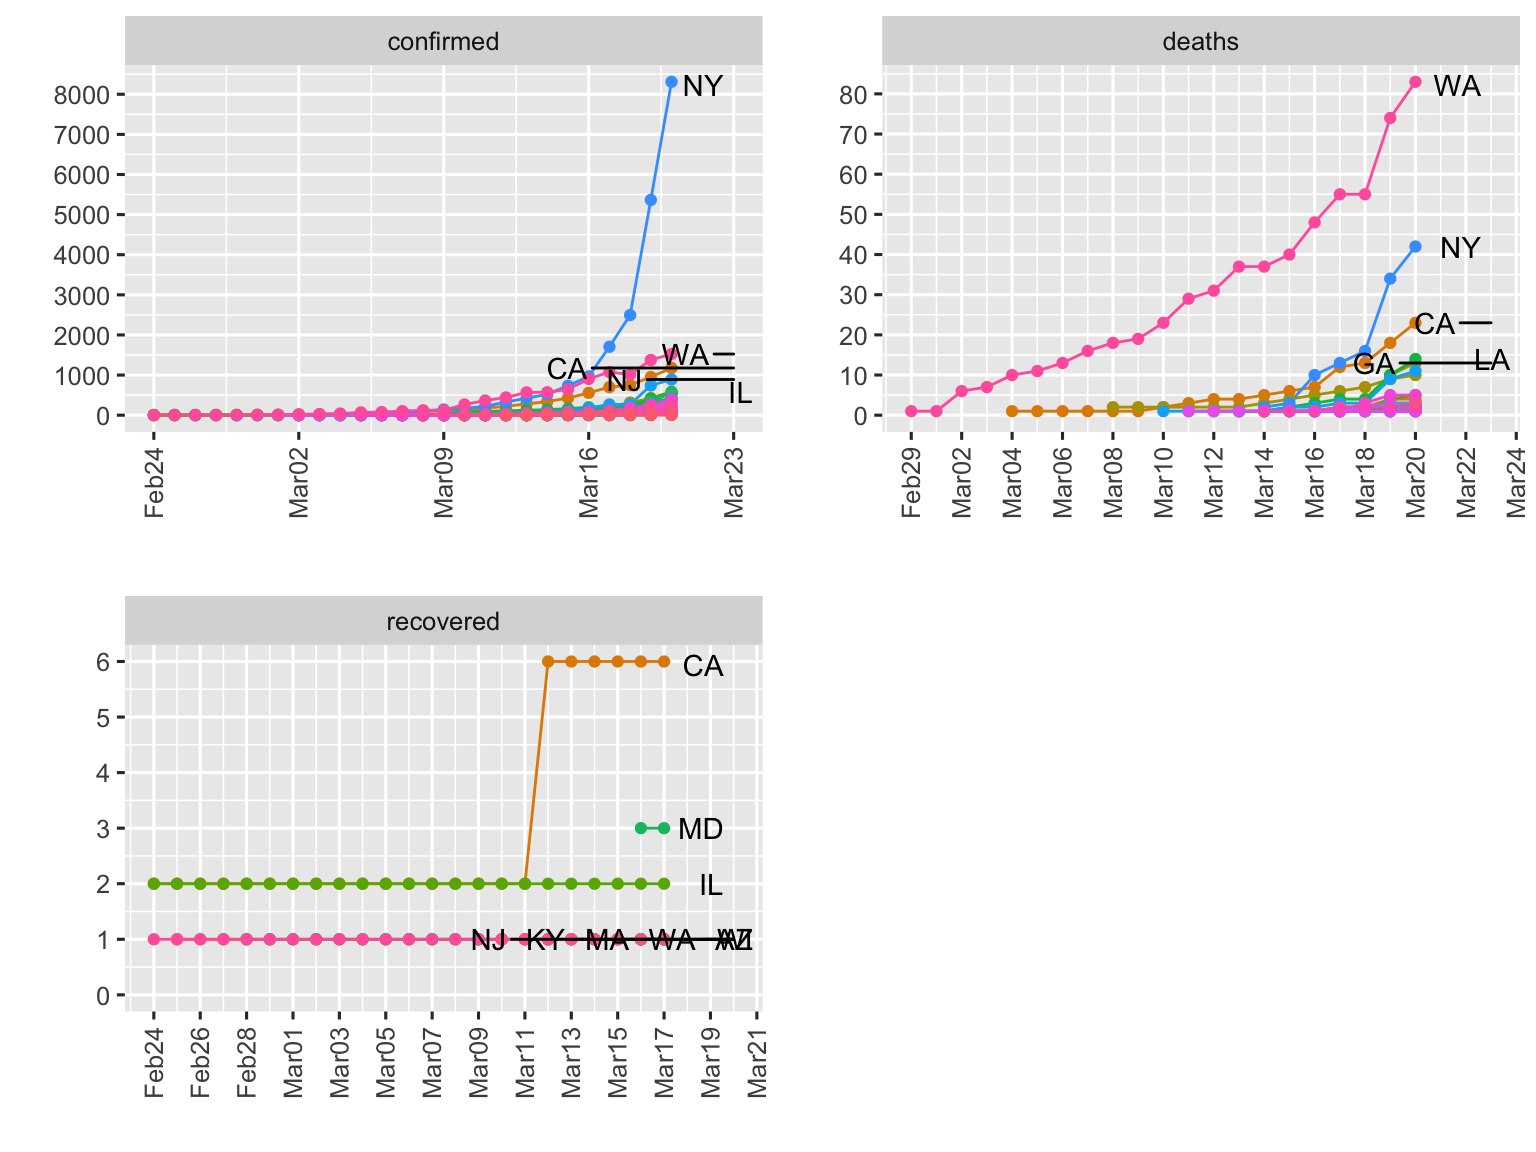 confirmed
8000
7000
6000
5000
4000
3000
2000
1000
0
NY
WA
CA
NJ
IL
Feb24
Mar02
Mar09
Mar16
Mar23
deaths
80
70
60
50
40
30
20
10
0
WA
NY
CA
GA
LA
Feb29
Mar02
Mar04
Mar06
Mar08
Mar10
Mar12
Mar14
Mar16
Mar18
Mar20
Mar22
Mar24
recovered
6
5
4
3
2
1
0
CA
MD
IL
NJ KY MA WA
Feb24
Feb26
Feb28
Mar01
Mar03
Mar05
Mar07
Mar09
Mar11
Mar13
Mar15
Mar17
Mar19
Mar21